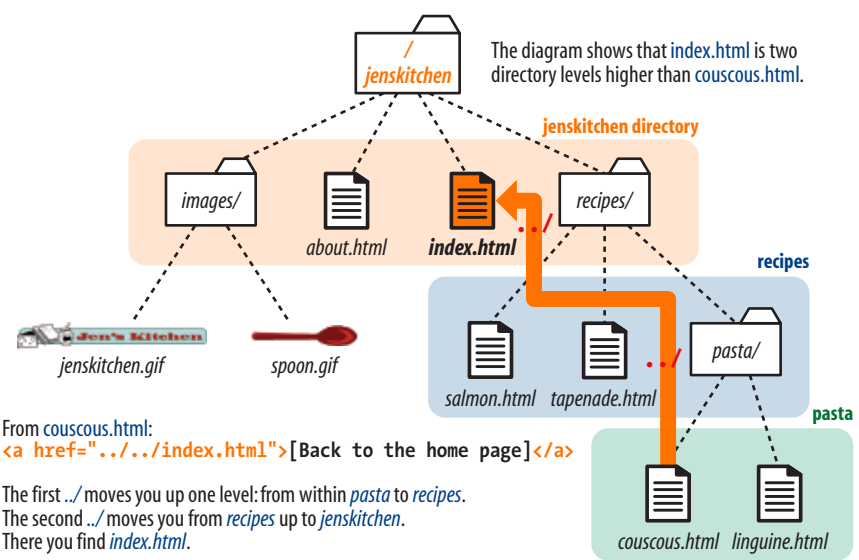 /
jenskitchen
The diagram shows that index.html is two
directory levels higher than couscous.html.
jenskitchen directory
images/
about.html
index.html
../
recipes/
recipes
Jen's Kitchen
jenskitchen.gif
spoon.gif
salmon.html
tapenade.html
../
pasta/
pasta
From couscous.html:
<a href="../../index.html">[Back to the home page]</a>
The first ../ moves you up one level: from within pasta to recipes.
The second ../ moves you from recipes up to jenskitchen.
There you find index.html.
couscous.html
linguine.html